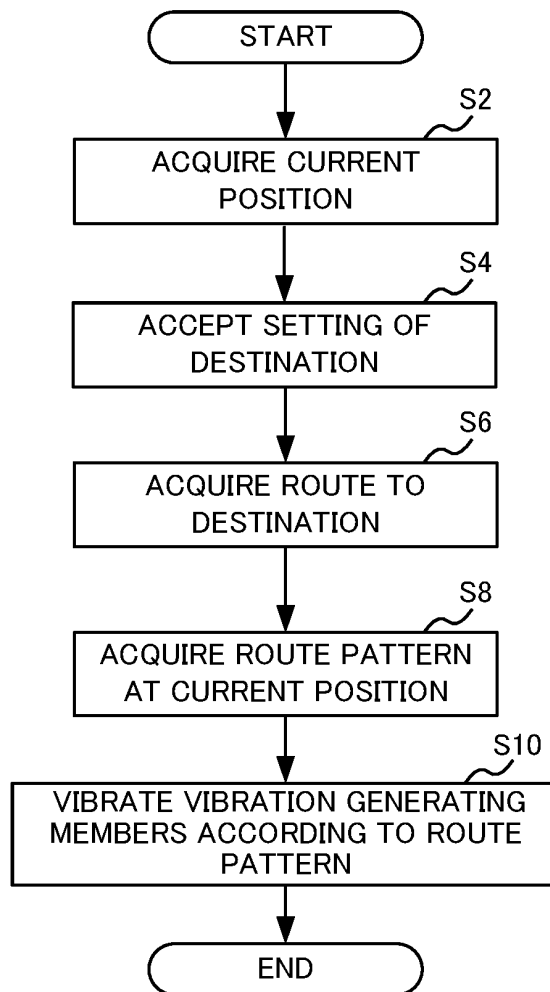 START
S2
ACQUIRE CURRENT
POSITION
S4
ACCEPT SETTING OF
DESTINATION
S6
ACQUIRE ROUTE TO
DESTINATION
S8
ACQUIRE ROUTE PATTERN
AT CURRENT POSITION
S10
VIBRATE VIBRATION GENERATING
MEMBERS ACCORDING TO ROUTE
PATTERN
END